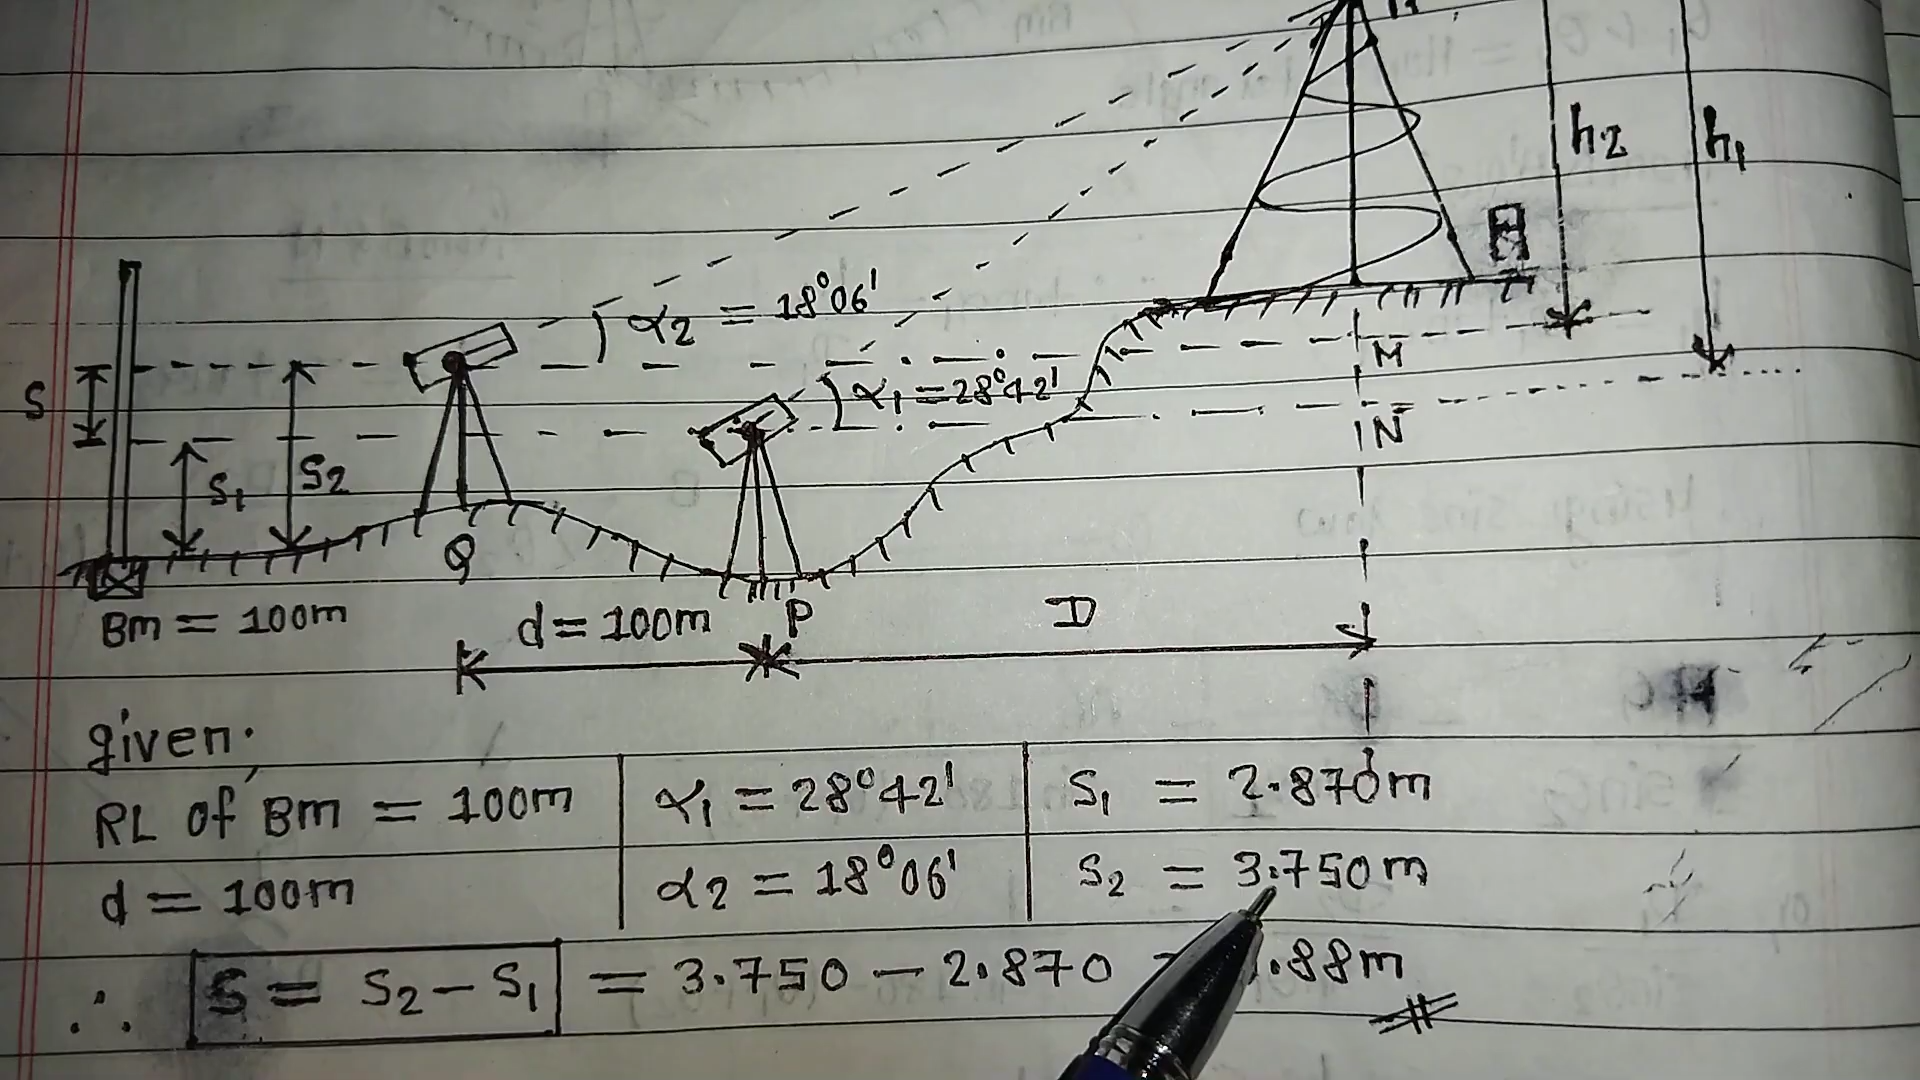 h2
h1
α2 = 18°06'
M
S
α1 = 28°42'
N
S1
S2
Q
Bm = 100m
d = 100m
P
D
given:
RL of Bm = 100m
α1 = 28°42'
S1 = 2.870m
d = 100m
α2 = 18°06'
S2 = 3.750m
∴ S = S2 - S1 = 3.750 - 2.870 .88m